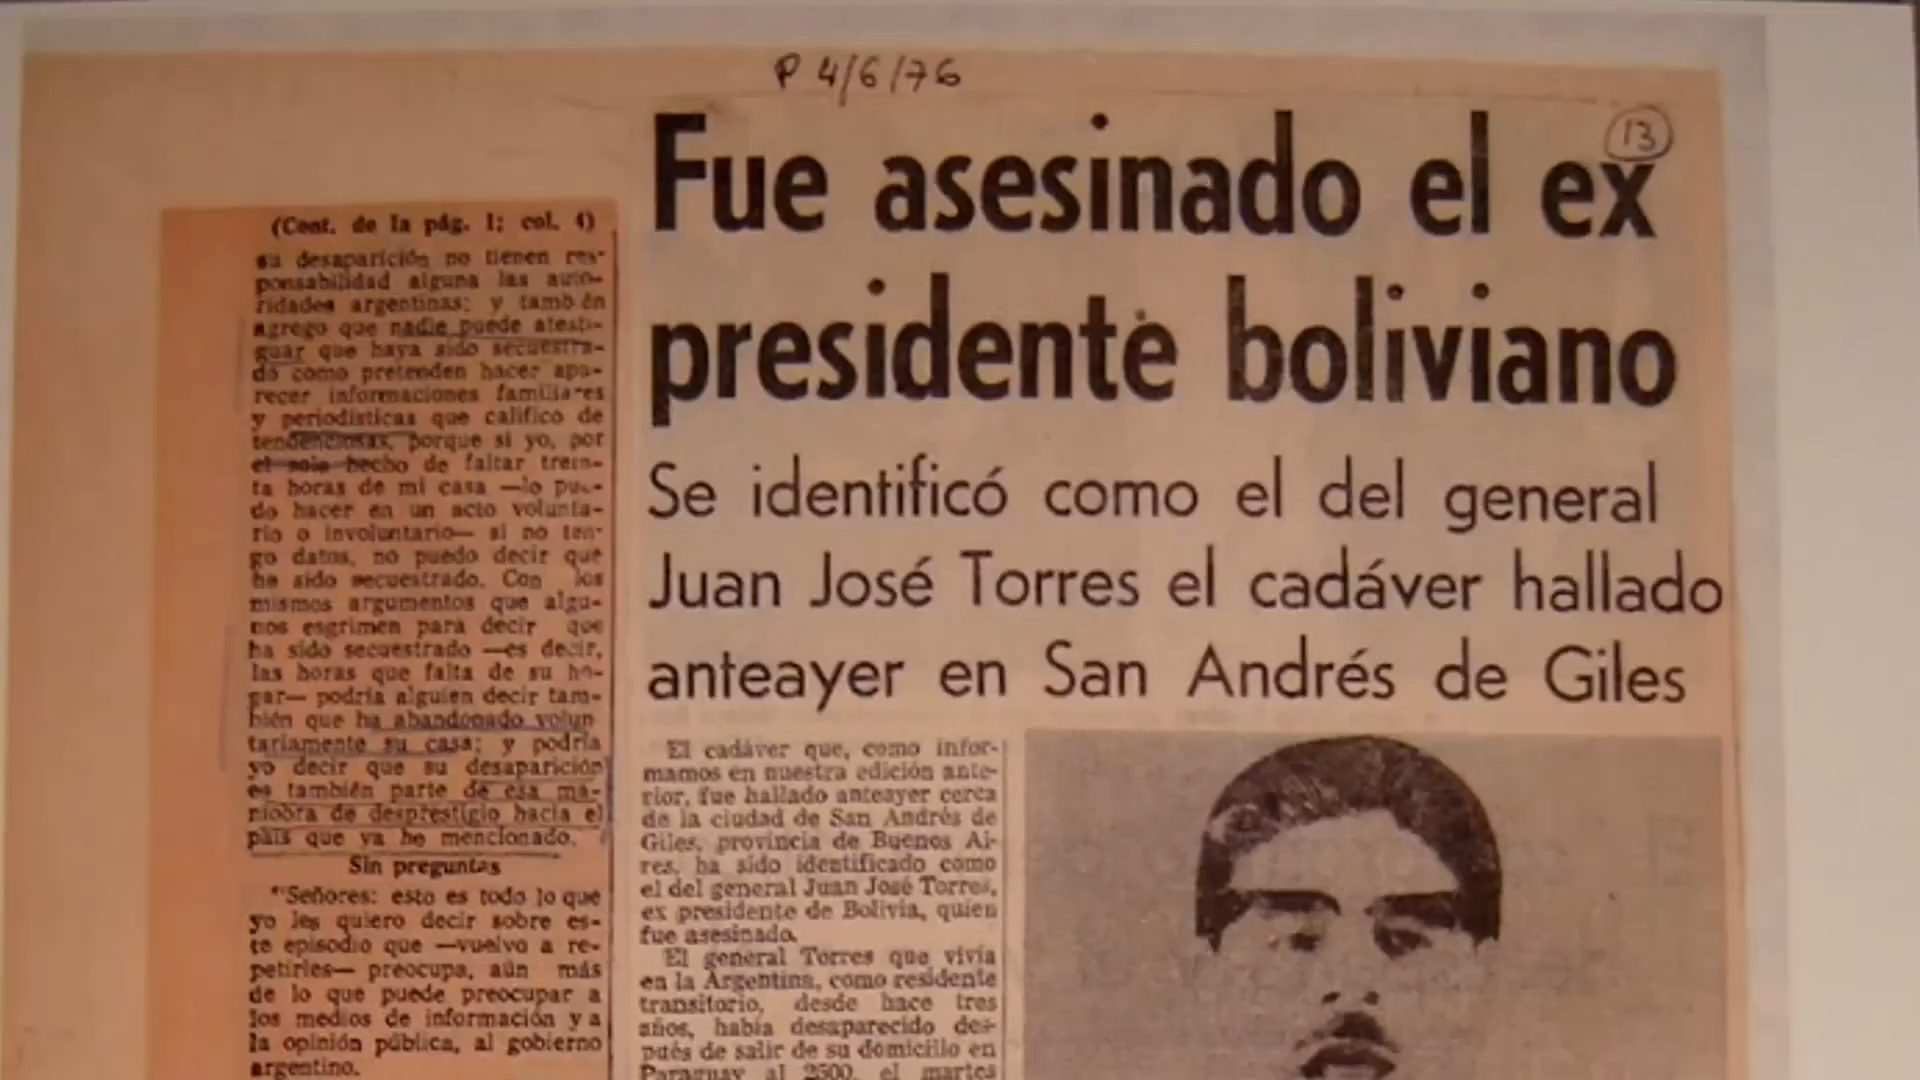 P 4/6/76
13
Fue asesinado el ex
presidente boliviano
Se identificó como el del general
Juan José Torres el cadáver hallado
anteayer en San Andrés de Giles
(Cont. de la pág. 1; col. 4)
su desaparición no tienen res-
ponsabilidad alguna las auto-
ridades argentinas; y también
agrego que nadie puede atesti-
guar que haya sido secuestra-
do como pretenden hacer apa-
recer informaciones familiares
y periodísticas que califico de
tendenciosas, porque si yo, por
el solo hecho de faltar trein-
ta horas de mi casa —lo pue-
do hacer en un acto volunta-
rio o involuntario— si no ten-
go datos, no puedo decir que
he sido secuestrado. Con los
mismos argumentos que algu-
nos esgrimen para decir que
ha sido secuestrado —es decir,
las horas que falta de su ho-
gar— podría alguien decir tam-
bién que ha abandonado volun
tariamente su casa; y podría
yo decir que su desaparición
es también parte de esa ma-
niobra de desprestigio hacia el
país que ya he mencionado.
Sin preguntas
"Señores: esto es todo lo que
yo les quiero decir sobre es-
te episodio que —vuelvo a re-
petirles— preocupa, aún más
de lo que puede preocupar a
los medios de información y a
la opinión pública, al gobierno
argentino.
El cadáver que, como infor-
mamos en nuestra edición ante-
rior, fue hallado anteayer cerca
de la ciudad de San Andrés de
Giles, provincia de Buenos Ai-
res, ha sido identificado como
el del general Juan José Torres,
ex presidente de Bolivia, quien
fue asesinado.
El general Torres que vivía
en la Argentina, como residente
transitorio, desde hace tres
años, había desaparecido des-
pués de salir de su domicilio en
Paraguay al 2500, el martes